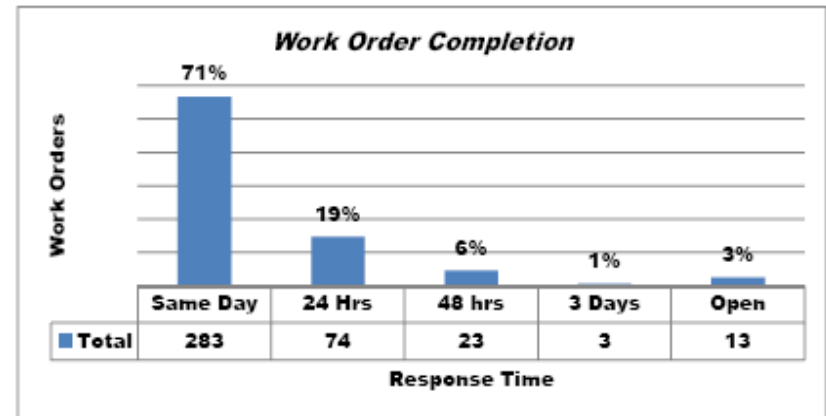 Work Order Completion
71%
19%
6%
1%
3%
Work Orders
Same Day 24 Hrs 48 hrs 3 Days Open
Total 283 74 23 3 13
Response Time